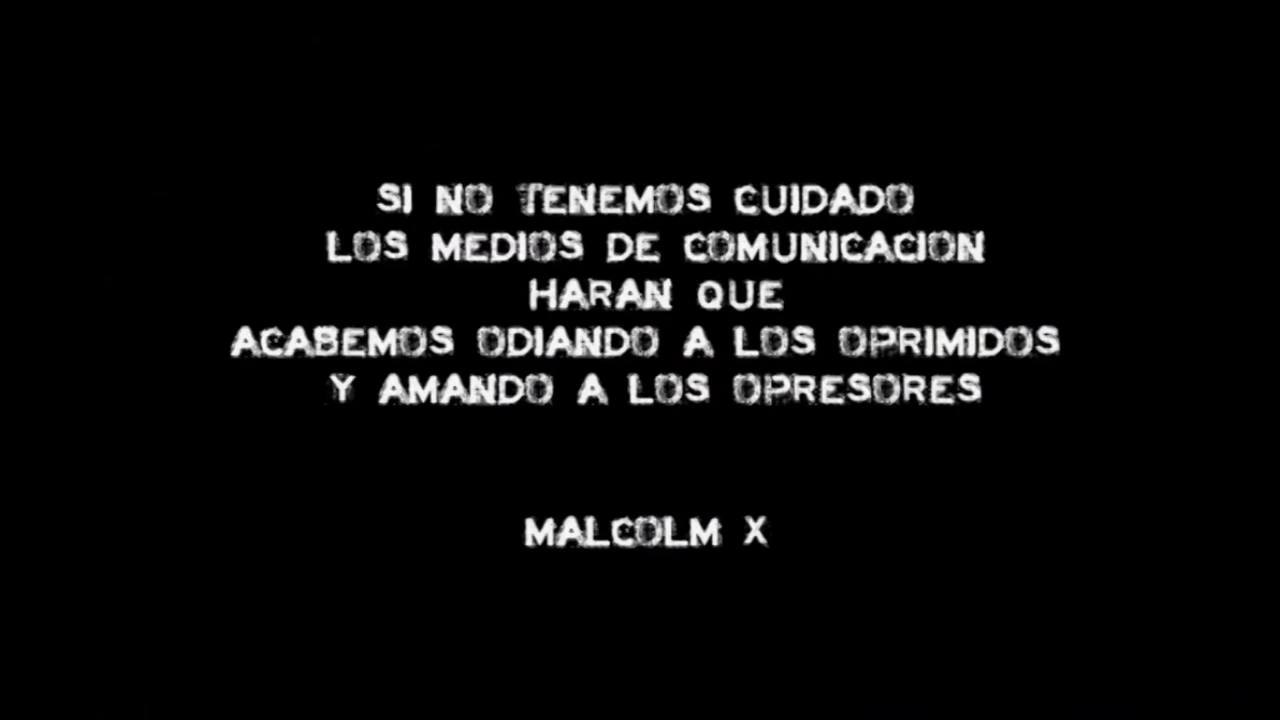 SI NO TENEMOS CUIDADO
LOS MEDIOS DE COMUNICACION
HARAN QUE
ACABEMOS ODIANDO A LOS OPRIMIDOS
Y AMANDO A LOS OPRESORES
MALCOLM X